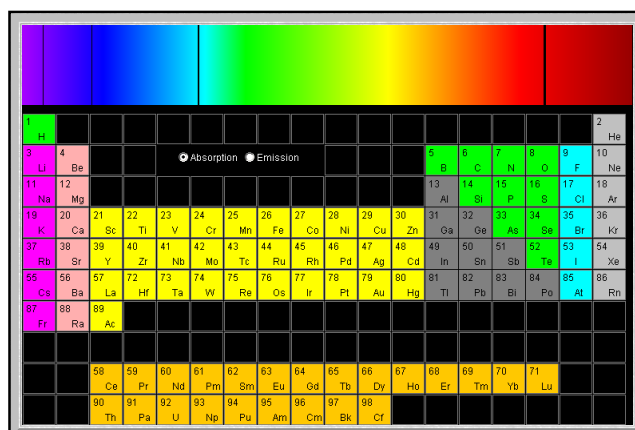 1 2
H He
3 4 Absorption Emission 5 6 7 8 9 10
Li Be B C N O F Ne
11 12 13 14 15 16 17 18
Na Mg Al Si P S Cl Ar
19 20 21 22 23 24 25 26 27 28 29 30 31 32 33 34 35 36
K Ca Sc Ti V Cr Mn Fe Co Ni Cu Zn Ga Ge As Se Br Kr
37 38 39 40 41 42 43 44 45 46 47 48 49 50 51 52 53 54
Rb Sr Y Zr Nb Mo Tc Ru Rh Pd Ag Cd In Sn Sb Te I Xe
55 56 57 72 73 74 75 76 77 78 79 80 81 82 83 84 85 86
Cs Ba La Hf Ta W Re Os Ir Pt Au Hg Tl Pb Bi Po At Rn
87 88 89
Fr Ra Ac
58 59 60 61 62 63 64 65 66 67 68 69 70 71
Ce Pr Nd Pm Sm Eu Gd Tb Dy Ho Er Tm Yb Lu
90 91 92 93 94 95 96 97 98
Th Pa U Np Pu Am Cm Bk Cf